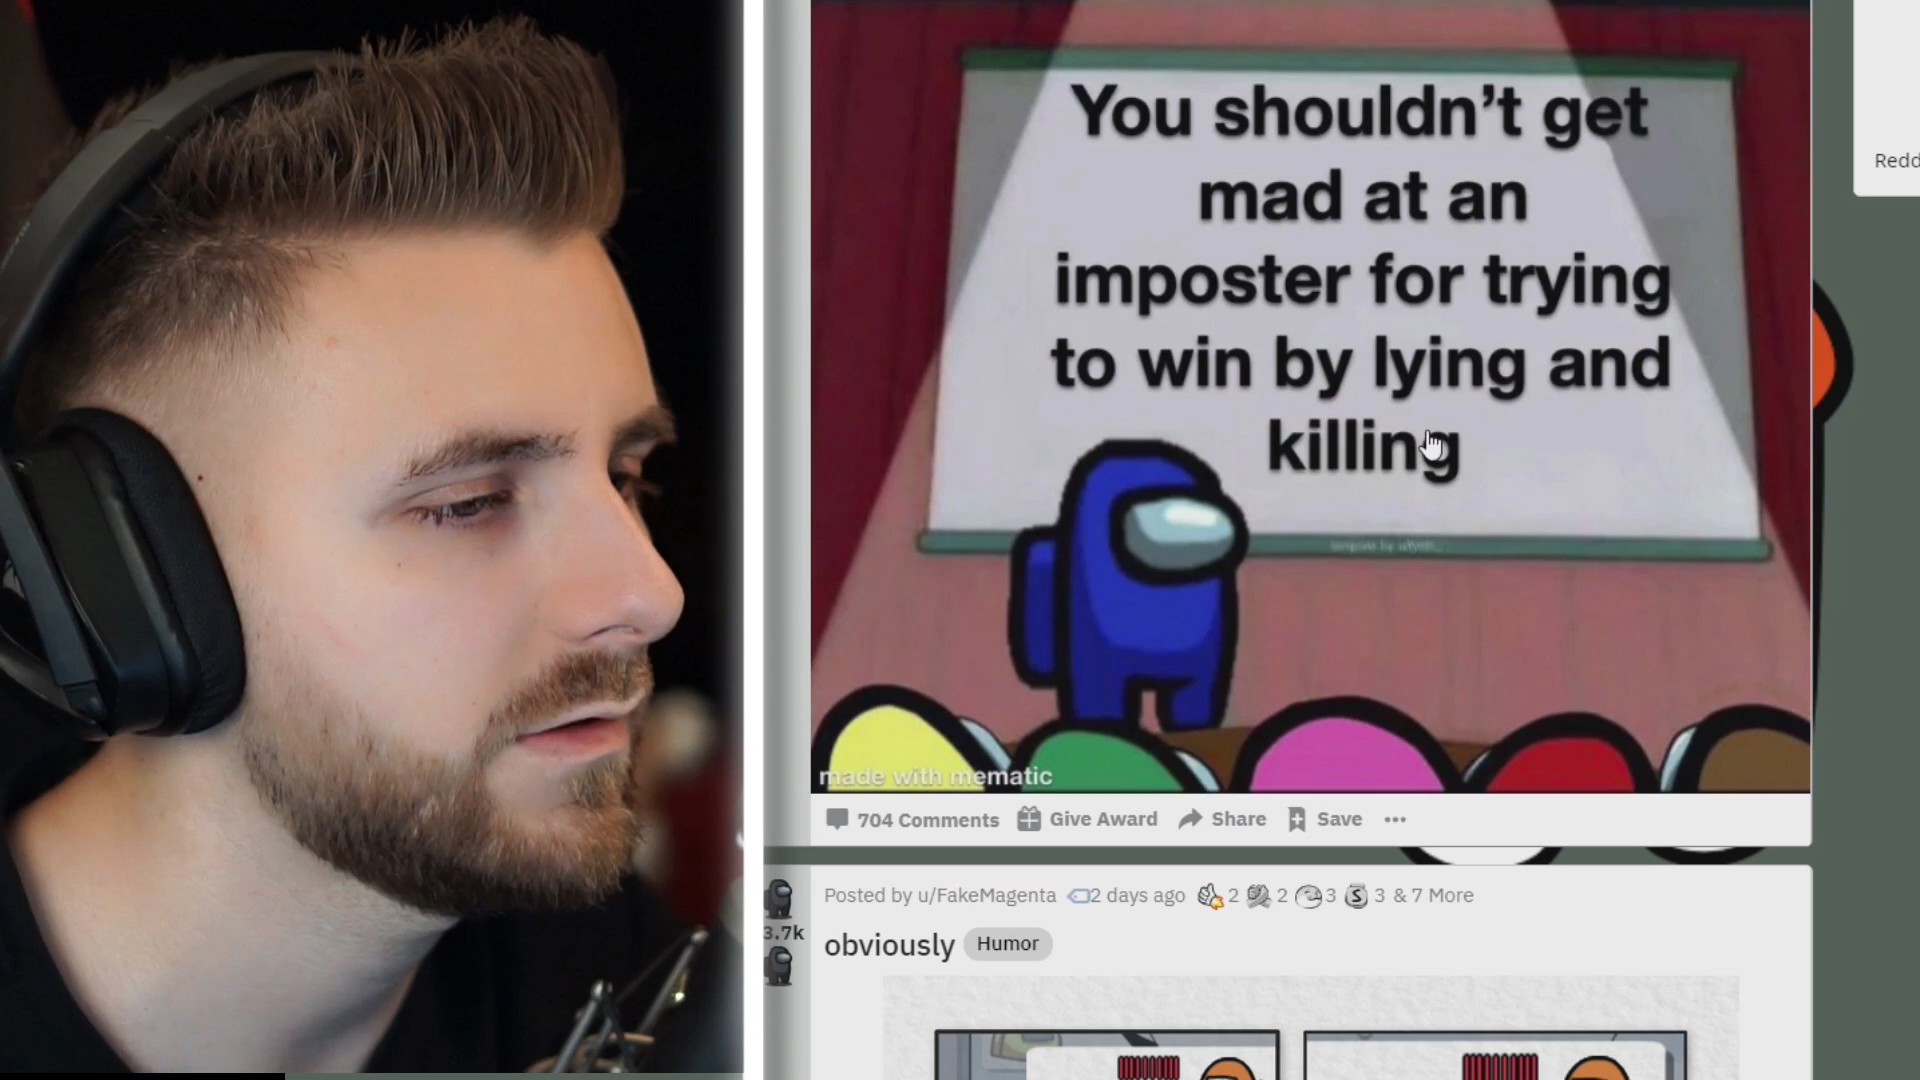 You shouldn't get
mad at an
imposter for trying
to win by lying and
killing
made with mematic
704 Comments
Give Award
Share
Save
Redd
Posted by u/FakeMagenta
2 days ago
2
2
3
3
& 7 More
3.7k
obviously
Humor